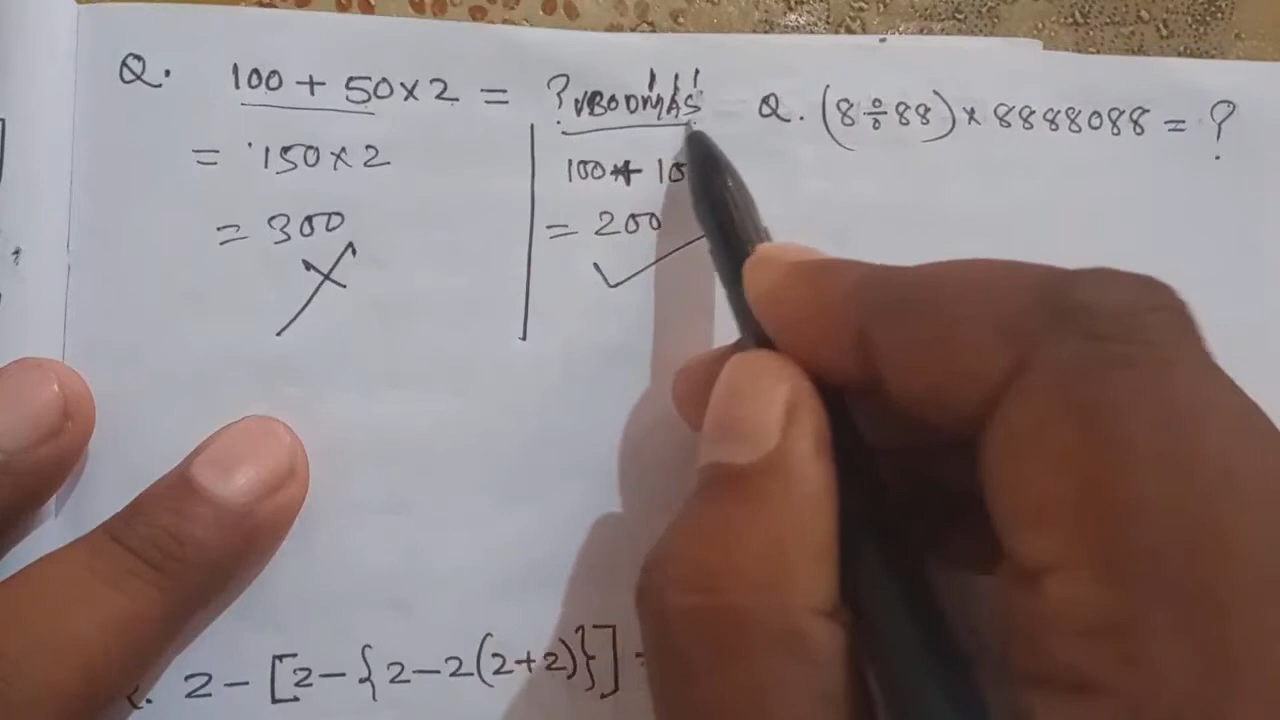 Q. 100 + 50 × 2 = ? VBODMAS
= 150 × 2
= 300
100 + 10
= 200
Q. (8 ÷ 88) × 8888088 = ?
2 - [2 - {2 - 2(2 + 2)}]